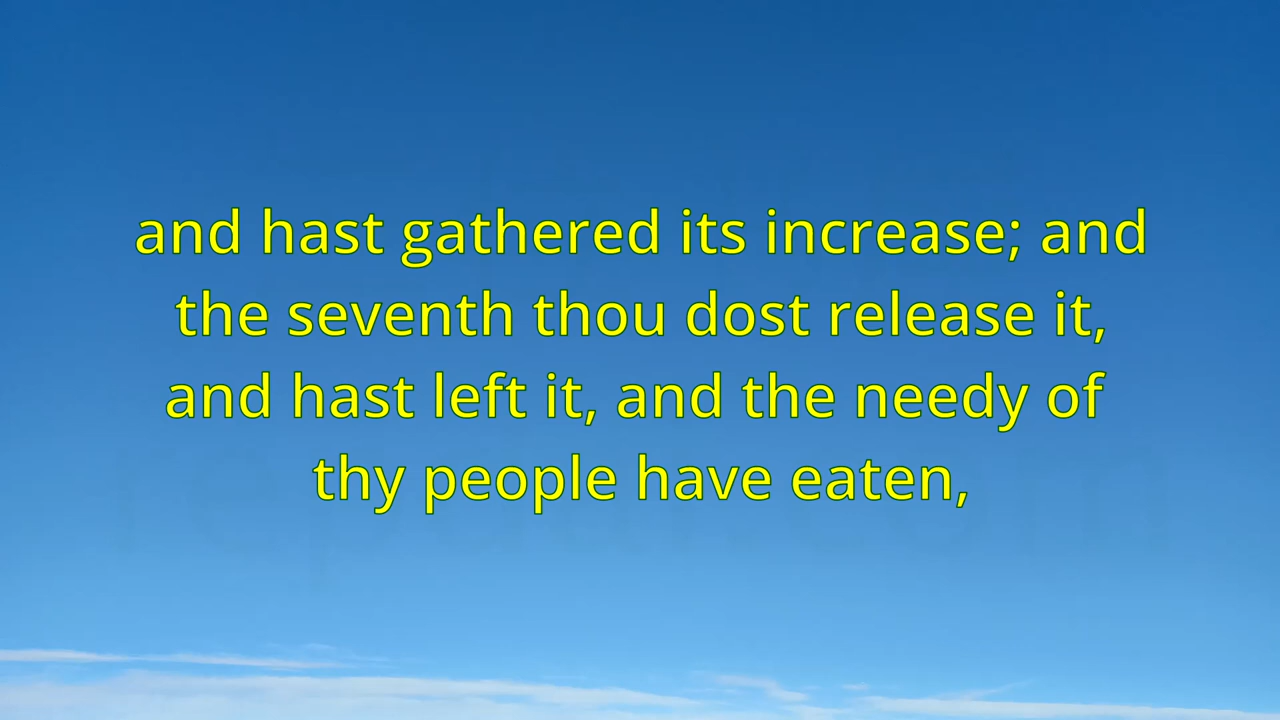 and hast gathered its increase; and
the seventh thou dost release it,
and hast left it, and the needy of
thy people have eaten,